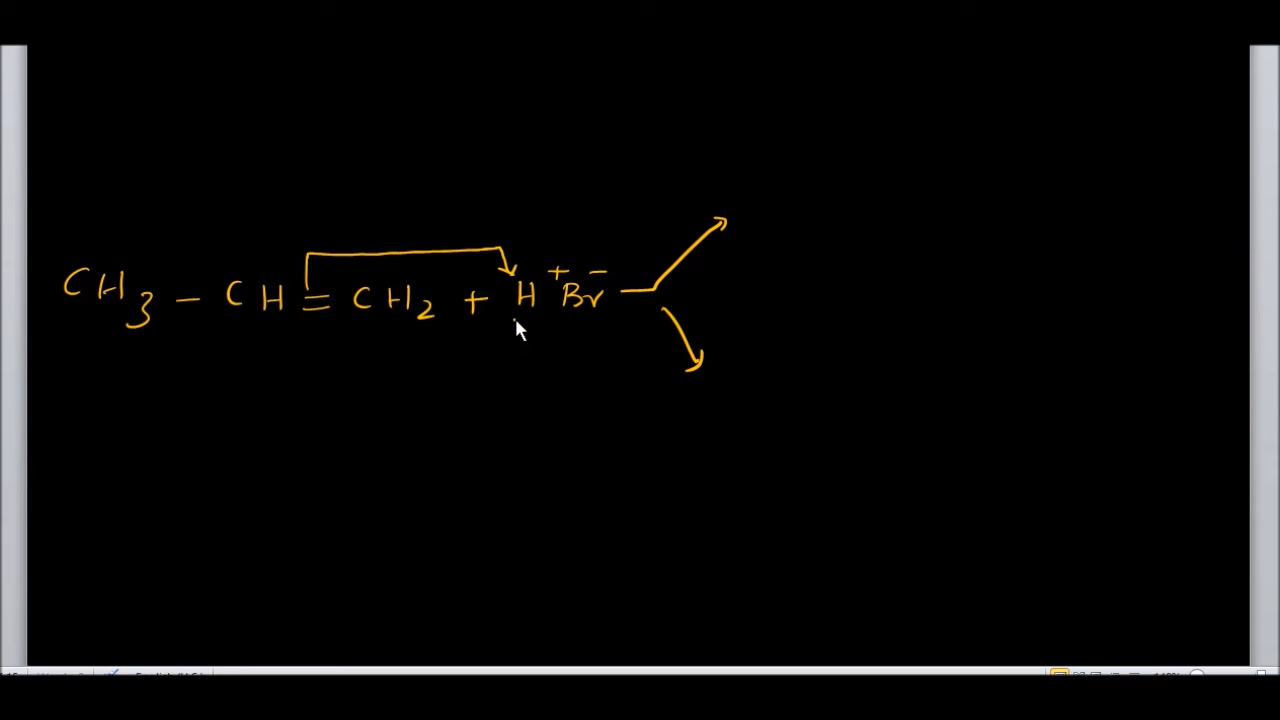 CH3 - CH = CH2 + H + Br -